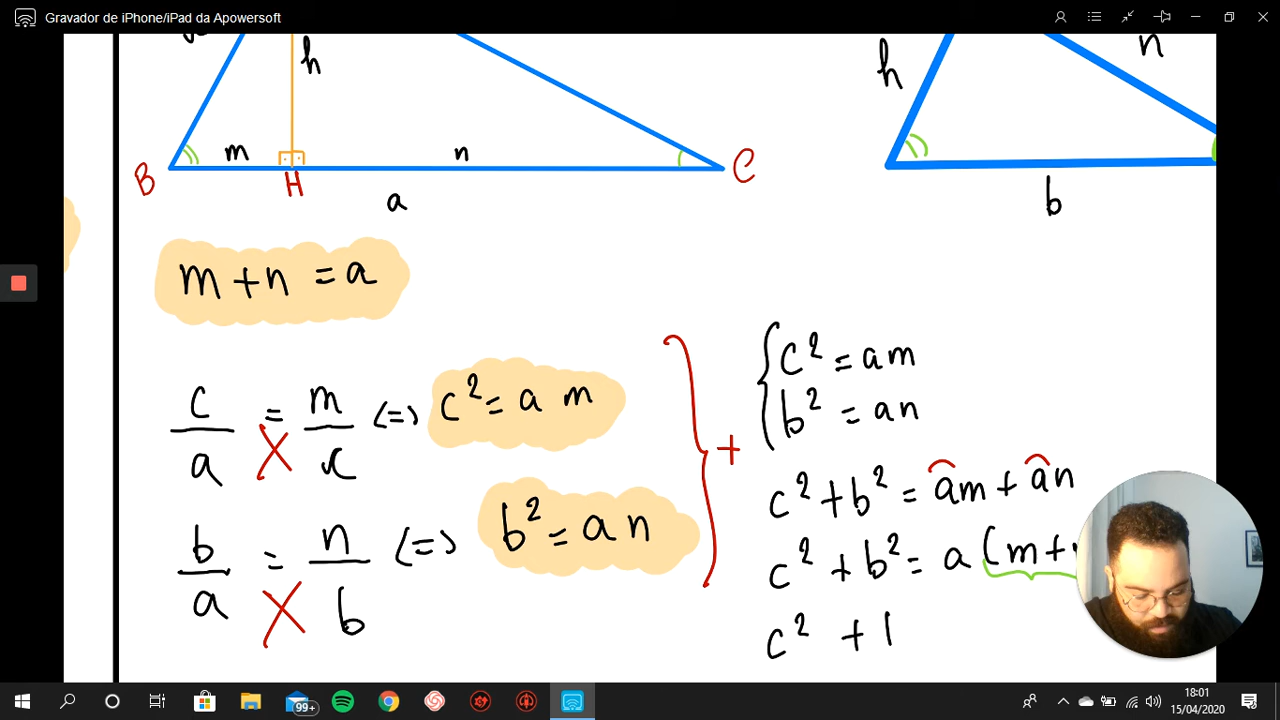 Gravador de iPhone/iPad da Apowersoft
h
h
n
m
n
B
H
C
a
b
m + n = a
c/a = m/c (=) c² = a m
b/a = n/b (=) b² = a n
+
c² = am
b² = an
c² + b² = am + an
c² + b² = a (m +
c² +
99+
18:01
15/04/2020